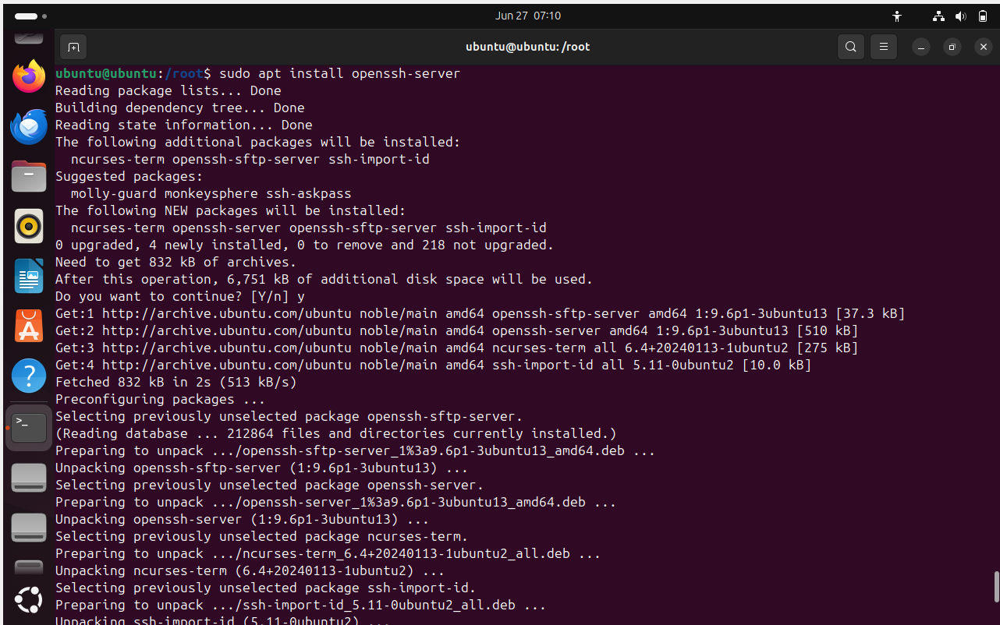 Jun 27 07:10
ubuntu@ubuntu: /root
ubuntu@ubuntu:/root$ sudo apt install openssh-server
Reading package lists... Done
Building dependency tree... Done
Reading state information... Done
The following additional packages will be installed:
  ncurses-term openssh-sftp-server ssh-import-id
Suggested packages:
  molly-guard monkeysphere ssh-askpass
The following NEW packages will be installed:
  ncurses-term openssh-server openssh-sftp-server ssh-import-id
0 upgraded, 4 newly installed, 0 to remove and 218 not upgraded.
Need to get 832 kB of archives.
After this operation, 6,751 kB of additional disk space will be used.
Do you want to continue? [Y/n] y
Get:1 http://archive.ubuntu.com/ubuntu noble/main amd64 openssh-sftp-server amd64 1:9.6p1-3ubuntu13 [37.3 kB]
Get:2 http://archive.ubuntu.com/ubuntu noble/main amd64 openssh-server amd64 1:9.6p1-3ubuntu13 [510 kB]
Get:3 http://archive.ubuntu.com/ubuntu noble/main amd64 ncurses-term all 6.4+20240113-1ubuntu2 [275 kB]
Get:4 http://archive.ubuntu.com/ubuntu noble/main amd64 ssh-import-id all 5.11-0ubuntu2 [10.0 kB]
Fetched 832 kB in 2s (513 kB/s)
Preconfiguring packages ...
Selecting previously unselected package openssh-sftp-server.
(Reading database ... 212864 files and directories currently installed.)
Preparing to unpack .../openssh-sftp-server_1%3a9.6p1-3ubuntu13_amd64.deb ...
Unpacking openssh-sftp-server (1:9.6p1-3ubuntu13) ...
Selecting previously unselected package openssh-server.
Preparing to unpack .../openssh-server_1%3a9.6p1-3ubuntu13_amd64.deb ...
Unpacking openssh-server (1:9.6p1-3ubuntu13) ...
Selecting previously unselected package ncurses-term.
Preparing to unpack .../ncurses-term_6.4+20240113-1ubuntu2_all.deb ...
Unpacking ncurses-term (6.4+20240113-1ubuntu2) ...
Selecting previously unselected package ssh-import-id.
Preparing to unpack .../ssh-import-id_5.11-0ubuntu2_all.deb ...
Unpacking ssh-import-id (5.11-0ubuntu2) ...